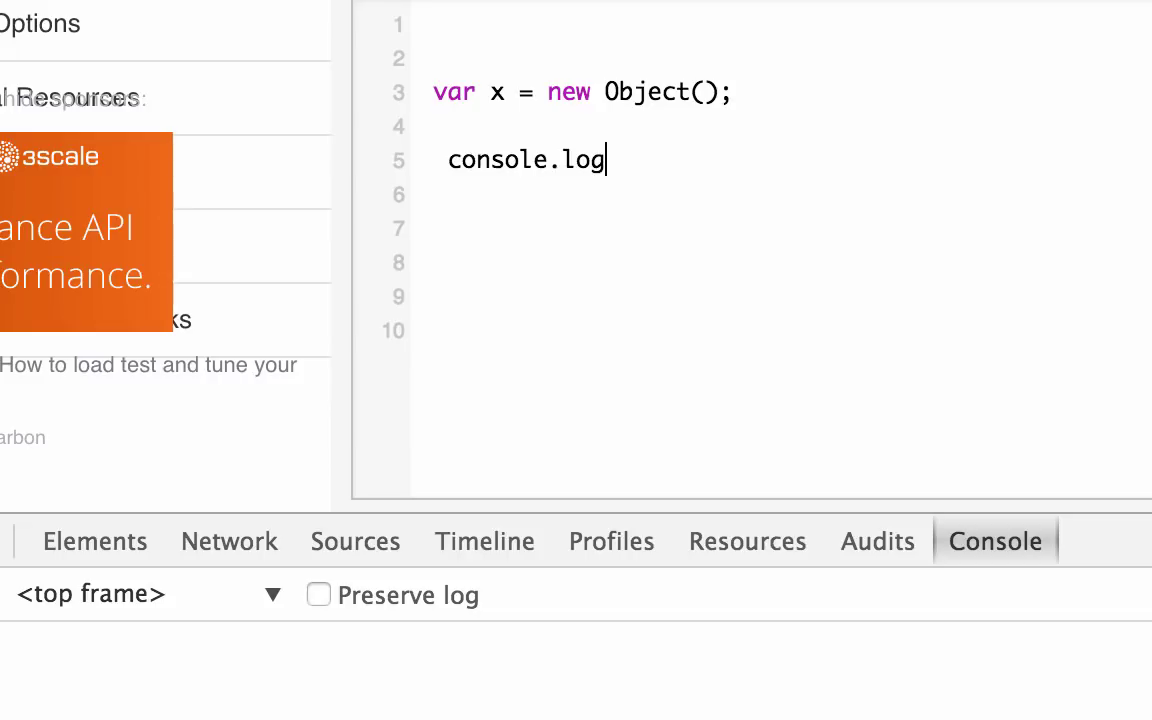 Options
l Resources
hide sponsors:
3scale
ance API
formance.
ks
How to load test and tune your
arbon
1
2
3 var x = new Object();
4
5 console.log
6
7
8
9
10
Elements Network Sources Timeline Profiles Resources Audits Console
<top frame> ▼ Preserve log